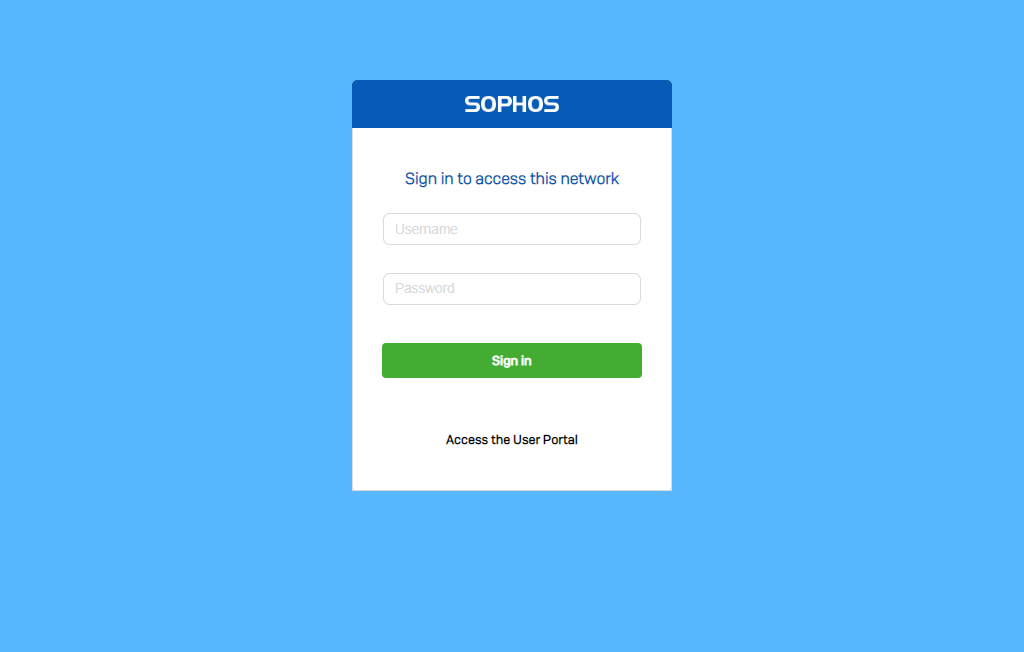 SOPHOS
Sign in to access this network
Username
Password
Sign in
Access the User Portal